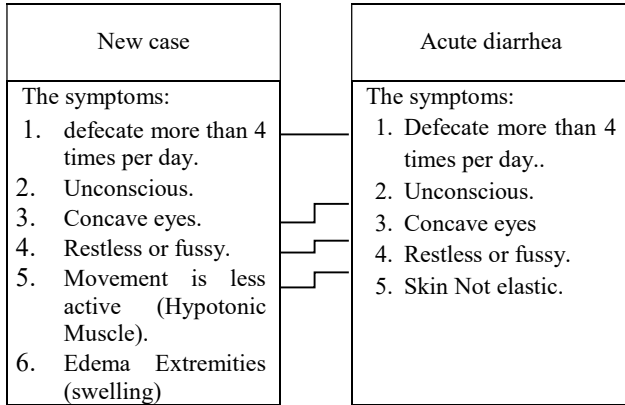 New case
The symptoms:
1. defecate more than 4
times per day.
2. Unconscious.
3. Concave eyes.
4. Restless or fussy.
5. Movement is less
active (Hypotonic
Muscle).
6. Edema Extremities
(swelling)
Acute diarrhea
The symptoms:
1. Defecate more than 4
times per day..
2. Unconscious.
3. Concave eyes
4. Restless or fussy.
5. Skin Not elastic.